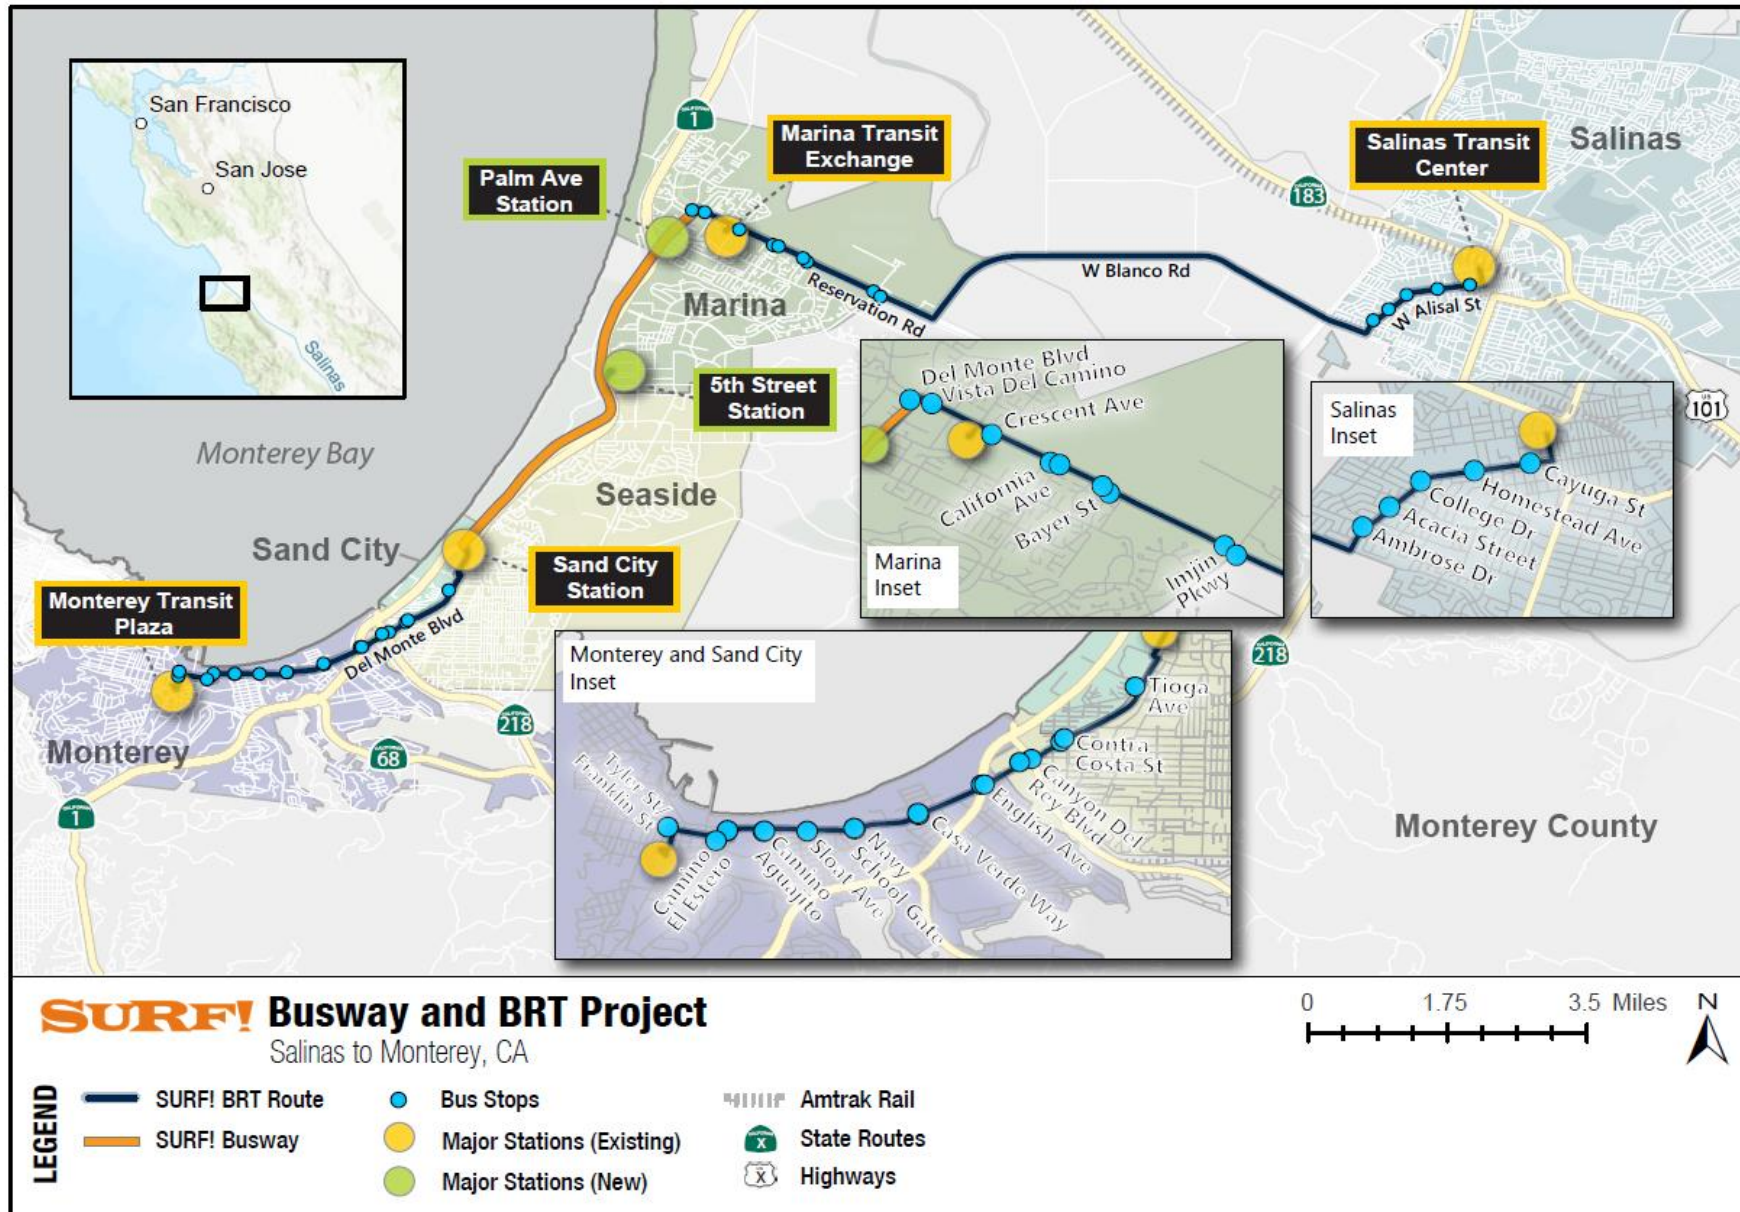 San Francisco
San Jose
Salinas
CALIFORNIA
1
Marina Transit
Exchange
Palm Ave
Station
Salinas Transit
Center
Salinas
183
W Blanco Rd
W Alisal St
Reservation Rd
Marina
5th Street
Station
US
101
Monterey Bay
Seaside
Sand City
Sand City
Station
Monterey Transit
Plaza
Del Monte Blvd
Monterey
218
68
1
218
Monterey County
Marina
Inset
Del Monte Blvd
Vista Del Camino
Crescent Ave
California
Ave
Bayer St
Imjin
Pkwy
Salinas
Inset
Cayuga St
Homestead Ave
College Dr
Acacia Street
Ambrose Dr
Monterey and Sand City
Inset
Tioga
Ave
Contra
Costa St
Canyon Del
Rey Blvd
English Ave
Casa Verde Way
Navy
School Gate
Sloat Ave
Camino
Aguajito
Camino
El Estero
Tyler St/
Franklin St
SURF! Busway and BRT Project
Salinas to Monterey, CA
0 1.75 3.5 Miles
N
LEGEND
SURF! BRT Route
SURF! Busway
Bus Stops
Major Stations (Existing)
Major Stations (New)
Amtrak Rail
X State Routes
X Highways